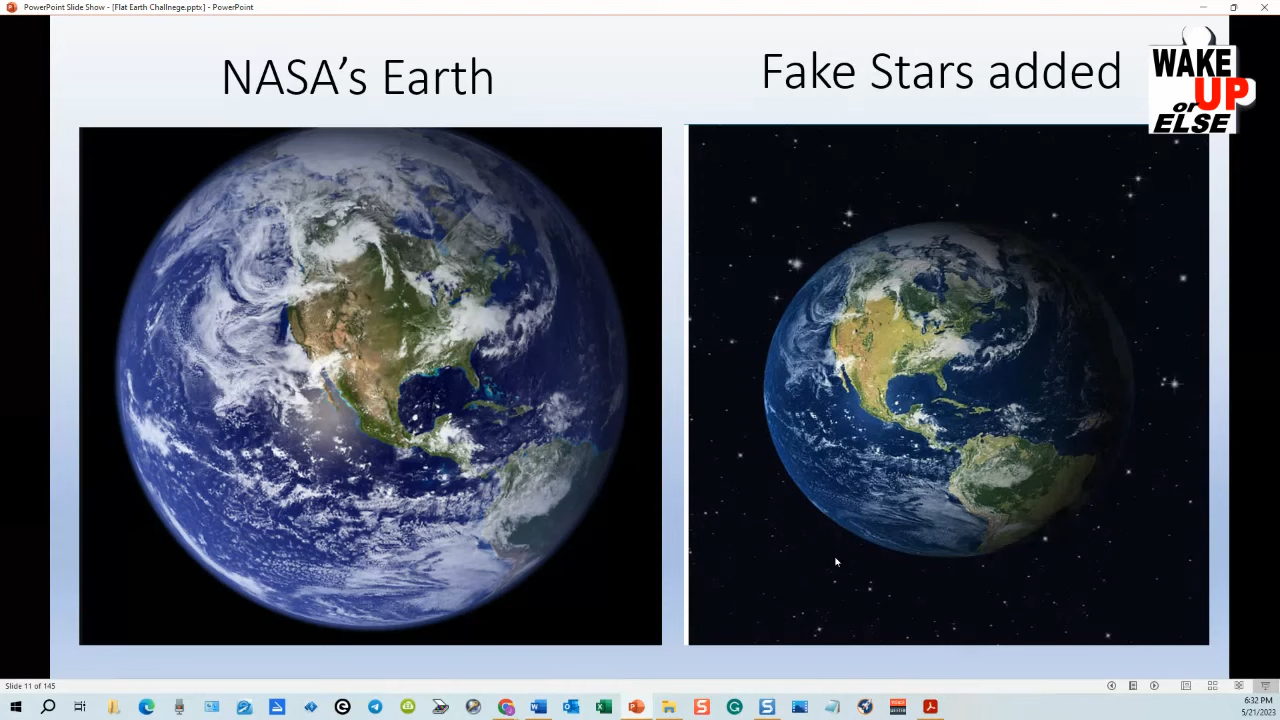 PowerPoint Slide Show - [Flat Earth Challnege.pptx] - PowerPoint
NASA's Earth
Fake Stars added
WAKE
UP
or
ELSE
Slide 11 of 145
6:32 PM
5/21/2023